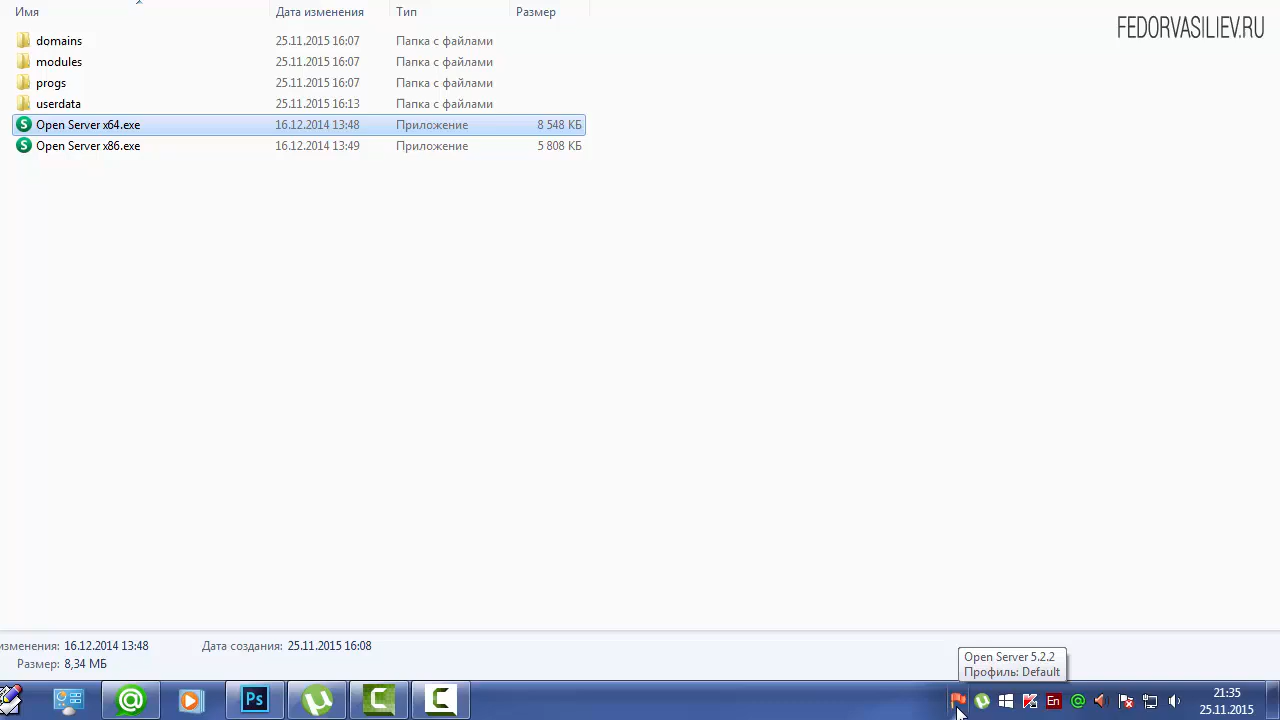 Имя Дата изменения Тип Размер
FEDORVASILIEV.RU
domains 25.11.2015 16:07 Папка с файлами
modules 25.11.2015 16:07 Папка с файлами
progs 25.11.2015 16:07 Папка с файлами
userdata 25.11.2015 16:13 Папка с файлами
Open Server x64.exe 16.12.2014 13:48 Приложение 8 548 КБ
Open Server x86.exe 16.12.2014 13:49 Приложение 5 808 КБ
изменения: 16.12.2014 13:48 Дата создания: 25.11.2015 16:08
Размер: 8,34 МБ
Open Server 5.2.2
Профиль: Default
Ps
En
21:35
25.11.2015